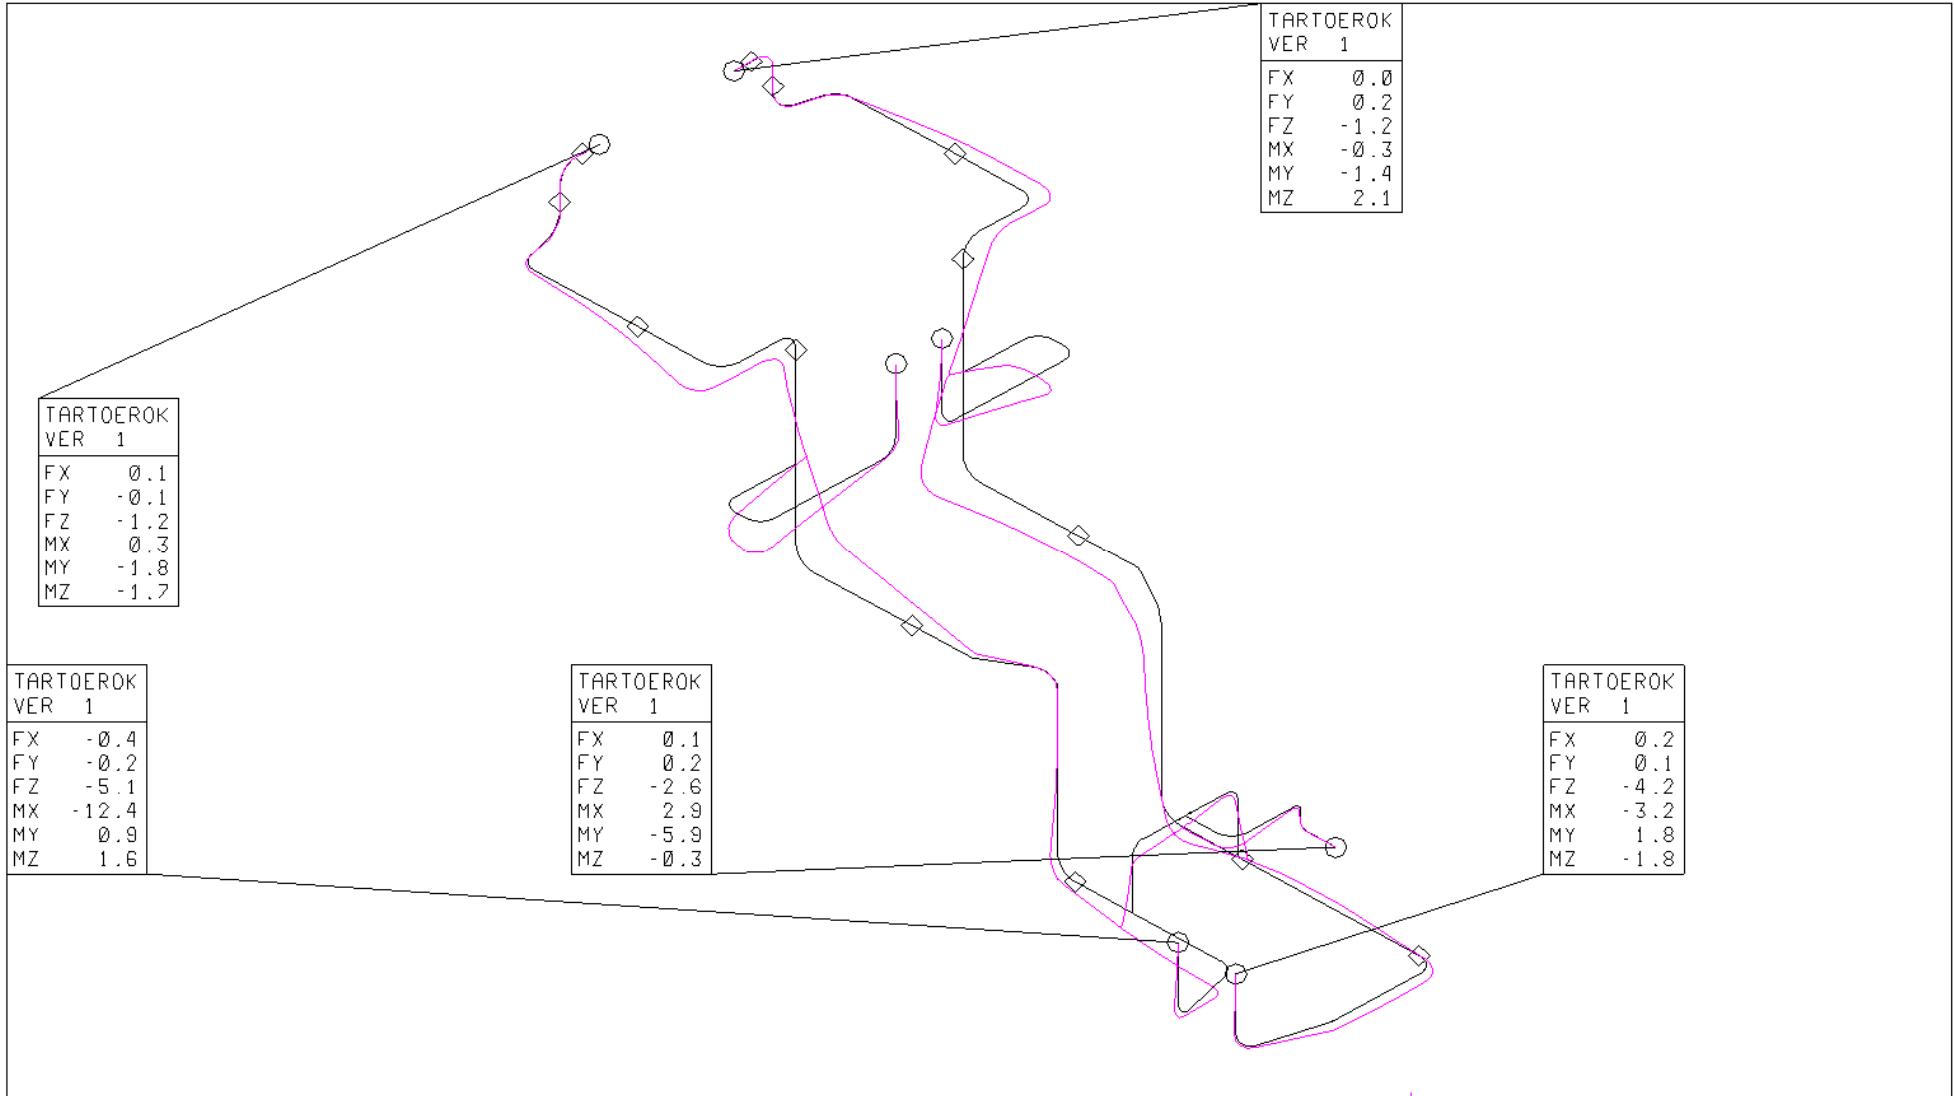 TARTOEROK
VER 1
FX 0.0
FY 0.2
FZ -1.2
MX -0.3
MY -1.4
MZ 2.1
TARTOEROK
VER 1
FX 0.1
FY -0.1
FZ -1.2
MX 0.3
MY -1.8
MZ -1.7
TARTOEROK
VER 1
FX -0.4
FY -0.2
FZ -5.1
MX -12.4
MY 0.9
MZ 1.6
TARTOEROK
VER 1
FX 0.1
FY 0.2
FZ -2.6
MX 2.9
MY -5.9
MZ -0.3
TARTOEROK
VER 1
FX 0.2
FY 0.1
FZ -4.2
MX -3.2
MY 1.8
MZ -1.8